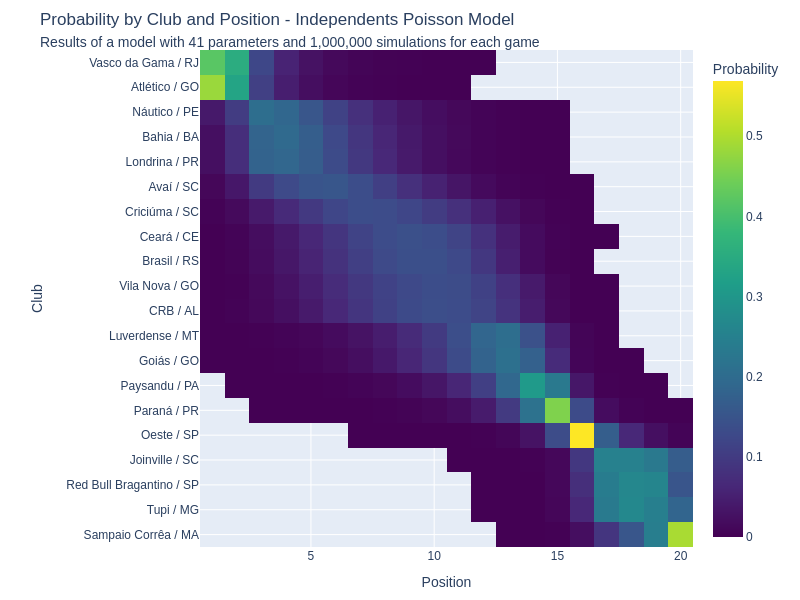 Probability by Club and Position - Independents Poisson Model
Results of a model with 41 parameters and 1,000,000 simulations for each game
Probability
Vasco da Gama / RJ
Atlético / GO
Náutico / PE
Bahia / BA
Londrina / PR
Avaí / SC
Criciúma / SC
Ceará / CE
Brasil / RS
Vila Nova / GO
CRB / AL
Luverdense / MT
Goiás / GO
Paysandu / PA
Paraná / PR
Oeste / SP
Joinville / SC
Red Bull Bragantino / SP
Tupi / MG
Sampaio Corrêa / MA
Club
5
10
15
20
Position
0.5
0.4
0.3
0.2
0.1
0